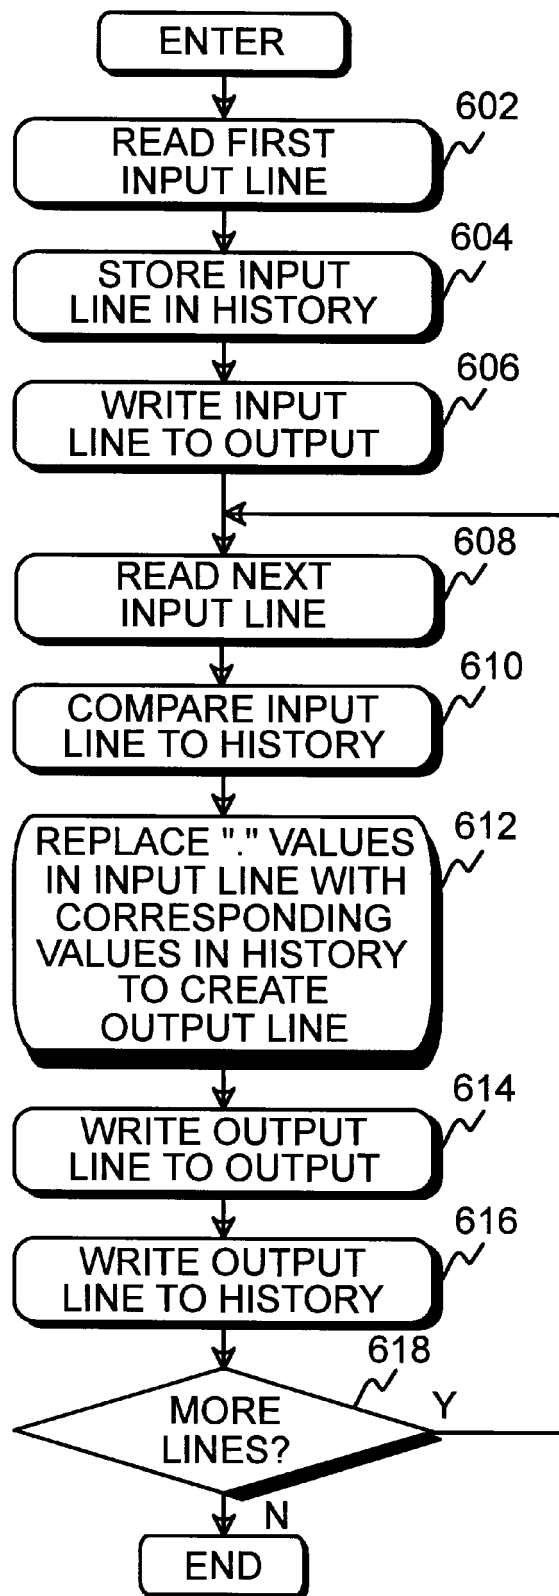 ENTER
602
READ FIRST
INPUT LINE
604
STORE INPUT
LINE IN HISTORY
606
WRITE INPUT
LINE TO OUTPUT
608
READ NEXT
INPUT LINE
610
COMPARE INPUT
LINE TO HISTORY
612
REPLACE "." VALUES
IN INPUT LINE WITH
CORRESPONDING
VALUES IN HISTORY
TO CREATE
OUTPUT LINE
614
WRITE OUTPUT
LINE TO OUTPUT
616
WRITE OUTPUT
LINE TO HISTORY
618
MORE
LINES?
Y
N
END